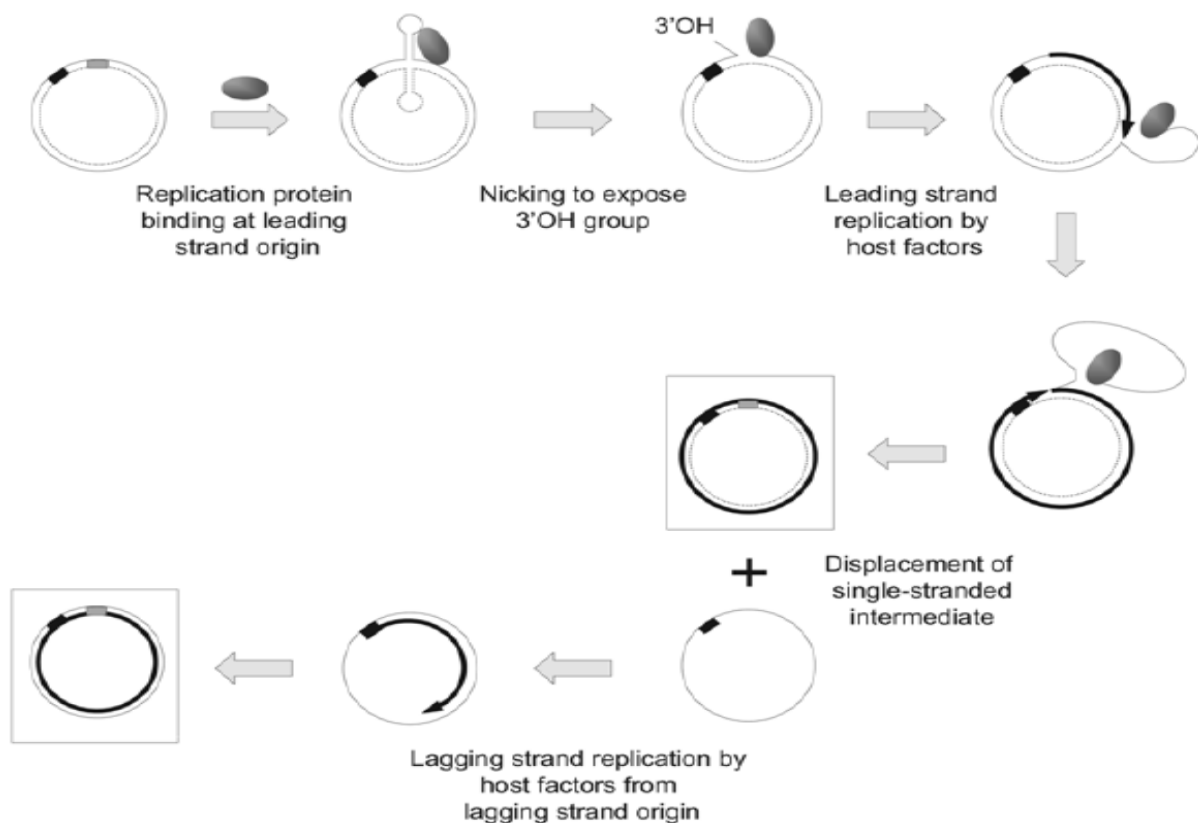 3'OH
Replication protein
binding at leading
strand origin
Nicking to expose
3'OH group
Leading strand
replication by
host factors
+
Displacement of
single-stranded
intermediate
Lagging strand replication by
host factors from
lagging strand origin